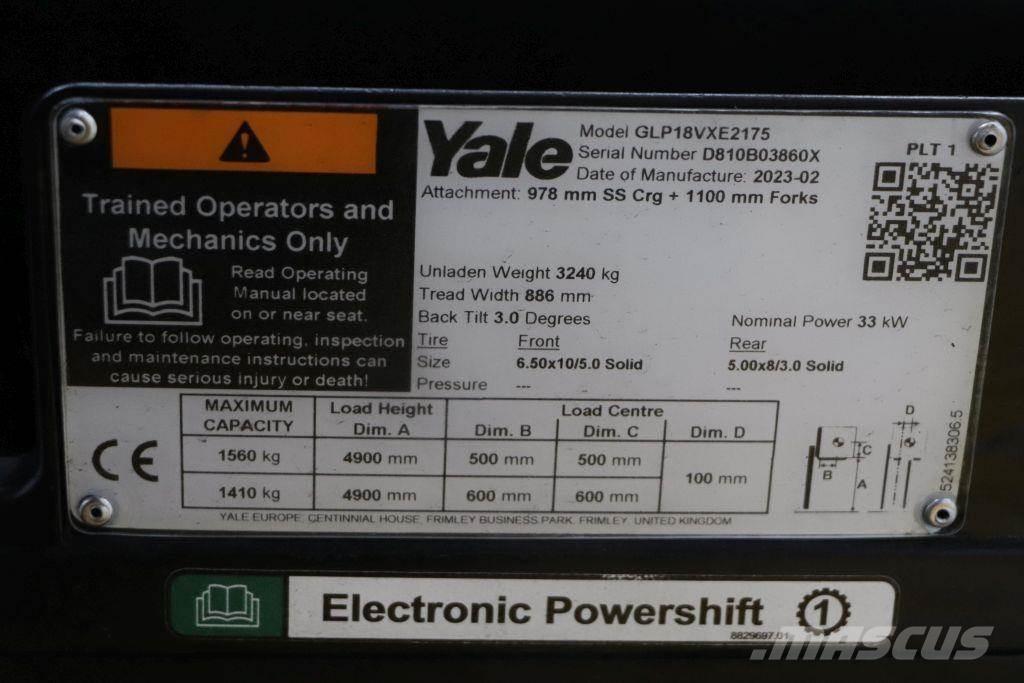 Trained Operators and
Mechanics Only
Read Operating
Manual located
on or near seat.
Failure to follow operating, inspection
and maintenance instructions can
cause serious injury or death!
Yale
Model GLP18VXE2175
Serial Number D810B03860X
Date of Manufacture: 2023-02
Attachment: 978 mm SS Crg + 1100 mm Forks
PLT 1
Unladen Weight 3240 kg
Tread Width 886 mm
Back Tilt 3.0 Degrees
Nominal Power 33 kW
Tire Front Rear
Size 6.50x10/5.0 Solid 5.00x8/3.0 Solid
Pressure --- ---
MAXIMUM CAPACITY Load Height Dim. A Load Centre
Dim. B Dim. C Dim. D
1560 kg 4900 mm 500 mm 500 mm 100 mm
1410 kg 4900 mm 600 mm 600 mm
CE
D
B C A
524138306.5
YALE EUROPE, CENTINNIAL HOUSE, FRIMLEY BUSINESS PARK, FRIMLEY, UNITED KINGDOM
Electronic Powershift 1
8829697.01
MASCUS